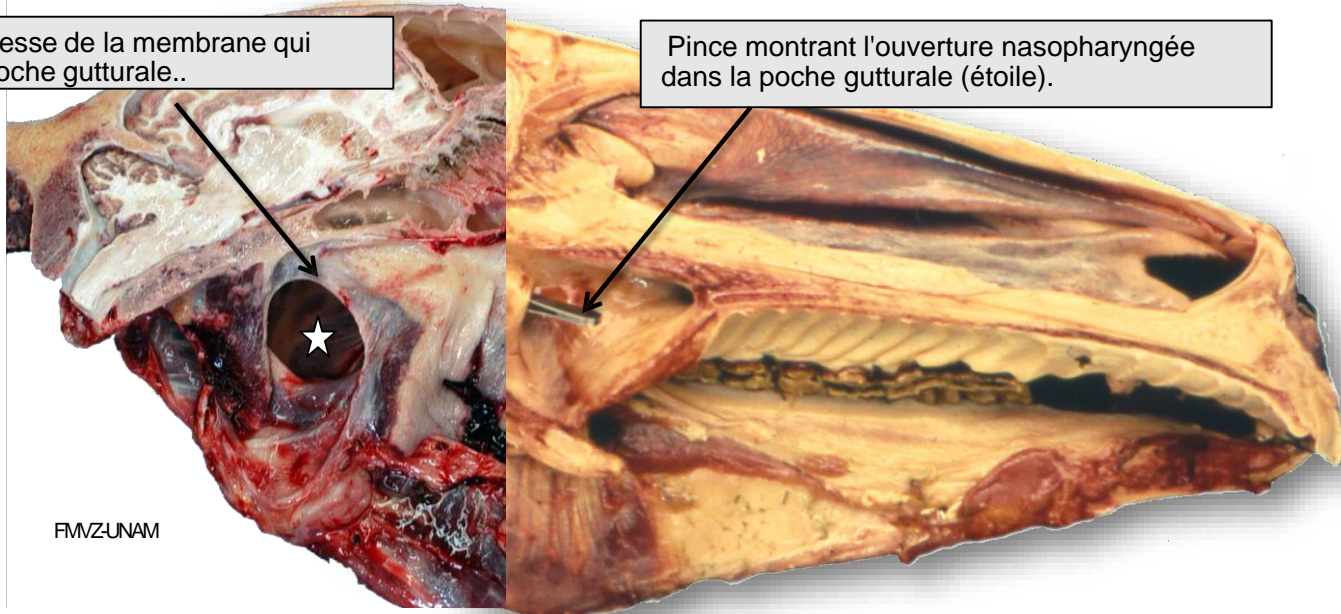 esse de la membrane qui
oche gutturale..
Pince montrant l'ouverture nasopharyngée
dans la poche gutturale (étoile).
FMVZ-UNAM